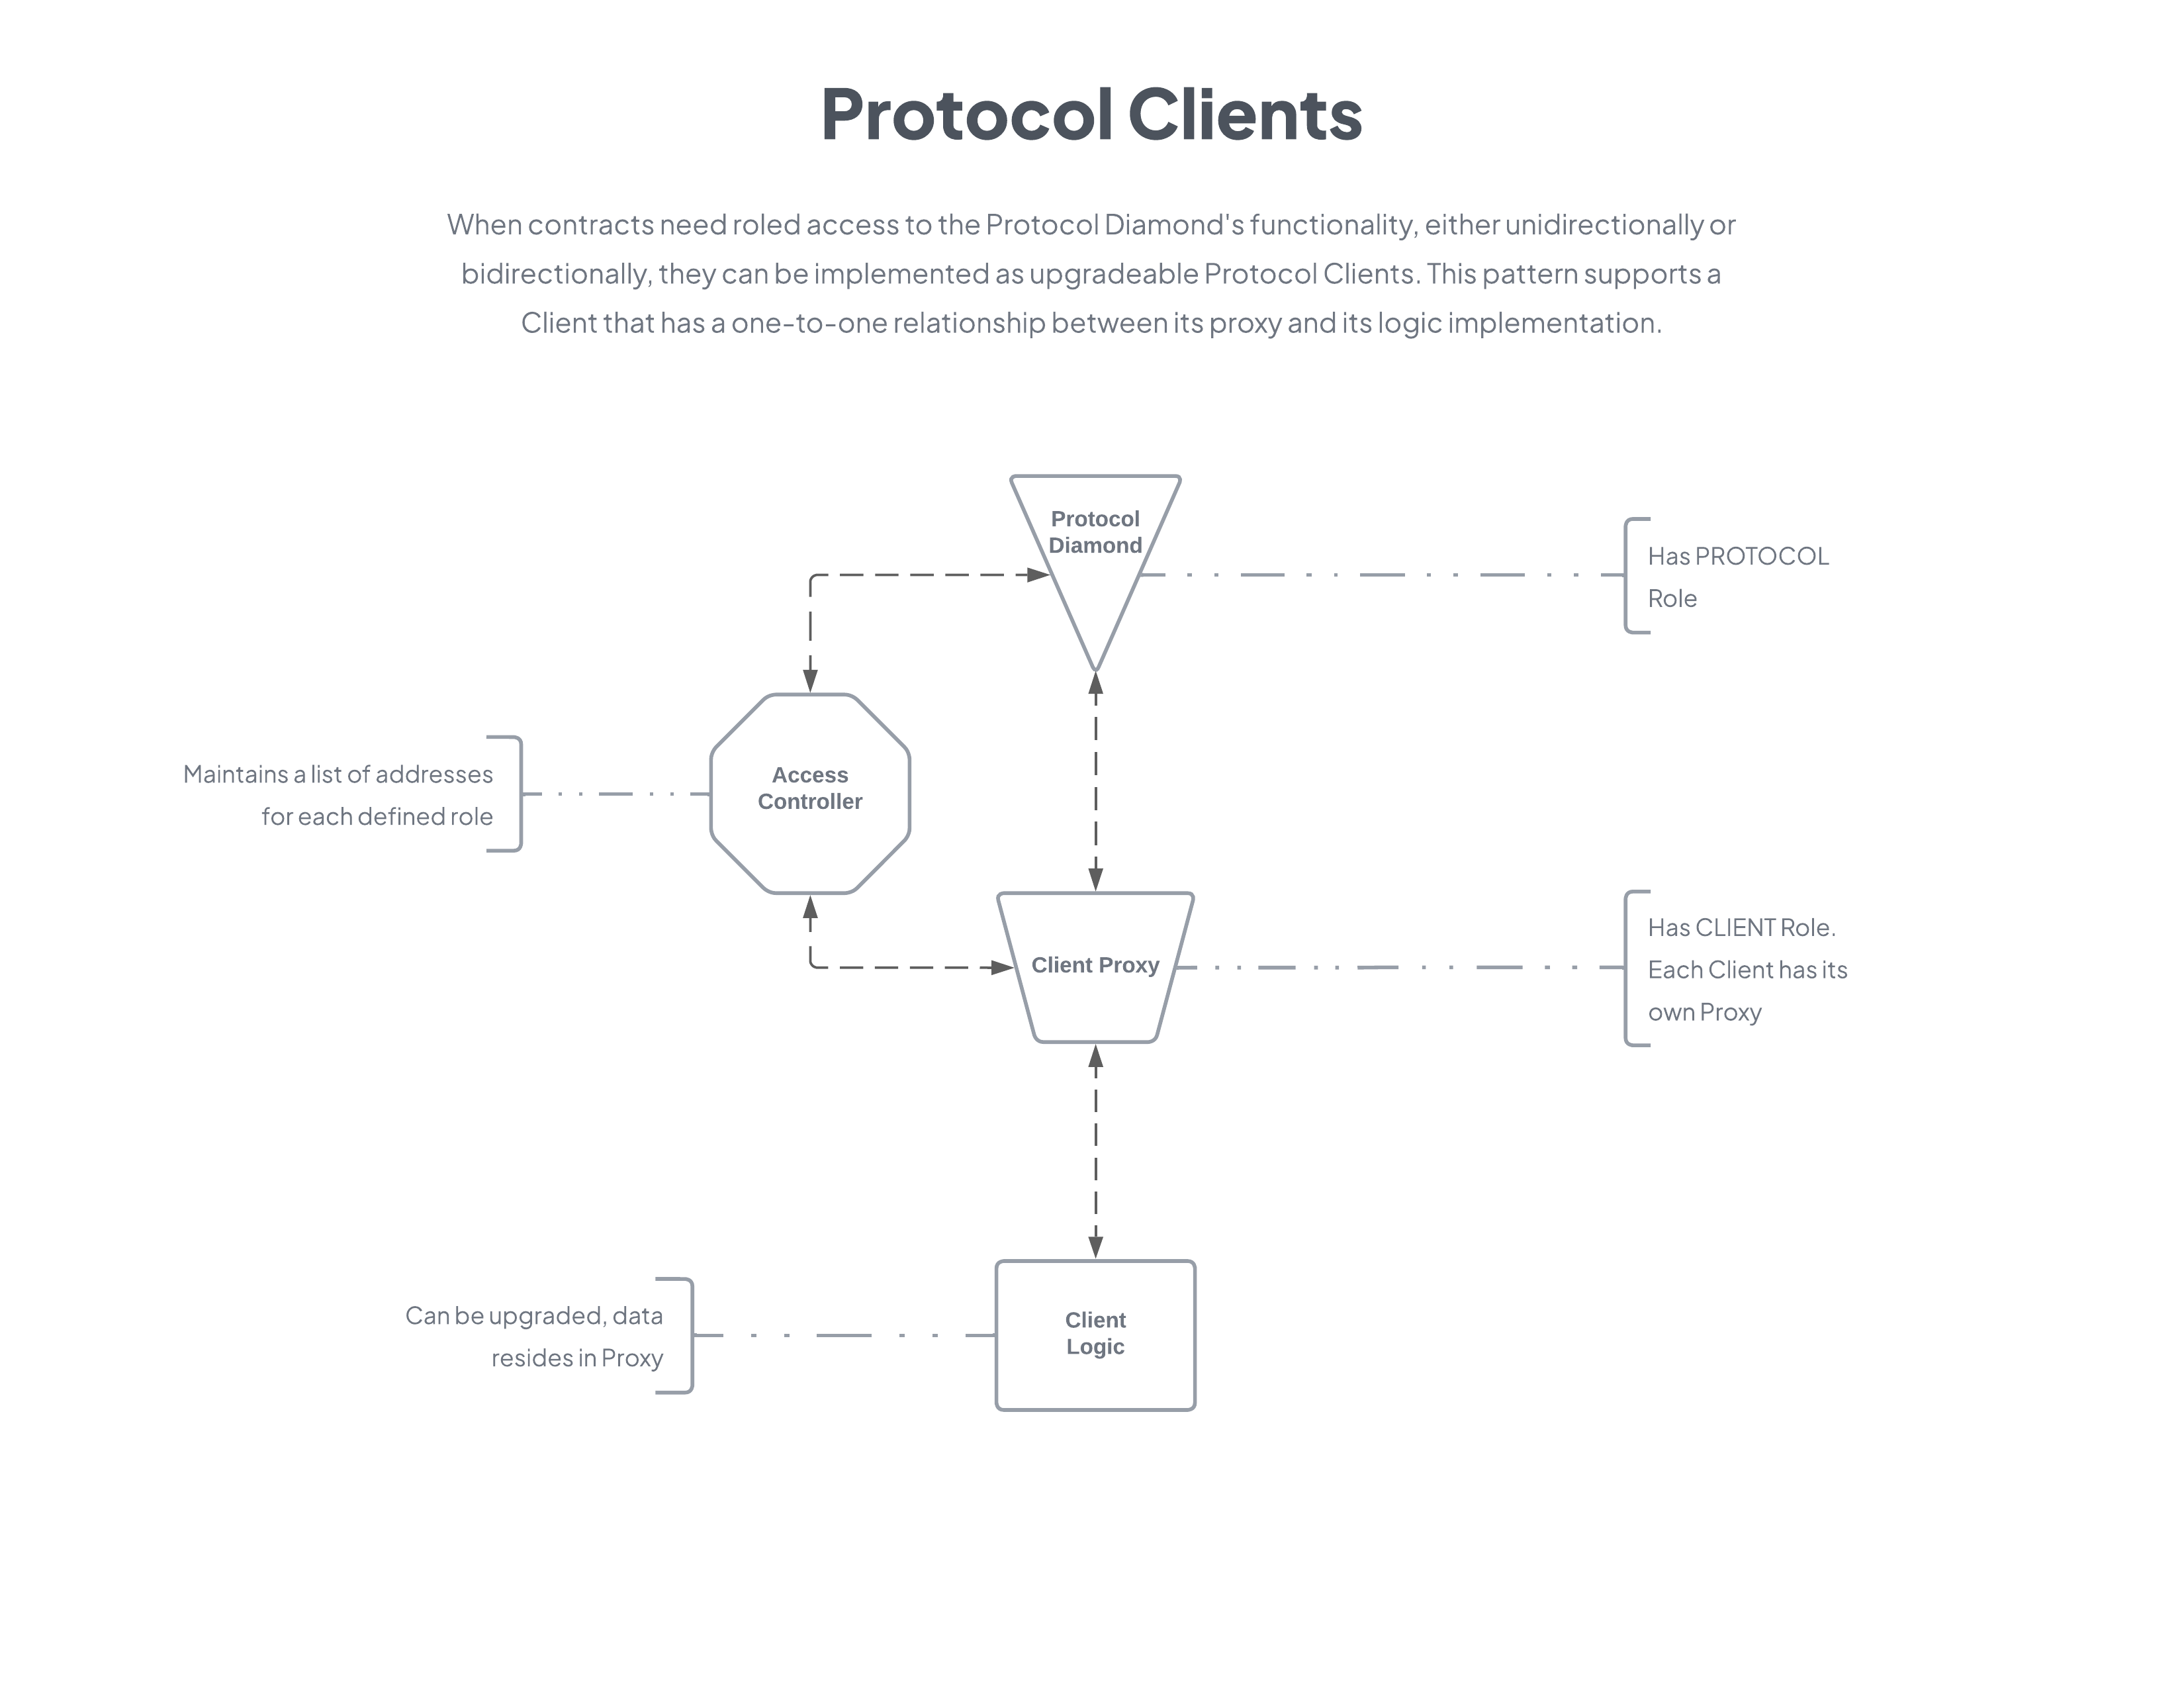 Protocol Clients
When contracts need roled access to the Protocol Diamond's functionality, either unidirectionally or
bidirectionally, they can be implemented as upgradeable Protocol Clients. This pattern supports a
Client that has a one-to-one relationship between its proxy and its logic implementation.
Protocol
Diamond
Has PROTOCOL
Role
Maintains a list of addresses
for each defined role
Access
Controller
Client Proxy
Has CLIENT Role.
Each Client has its
own Proxy
Can be upgraded, data
resides in Proxy
Client
Logic